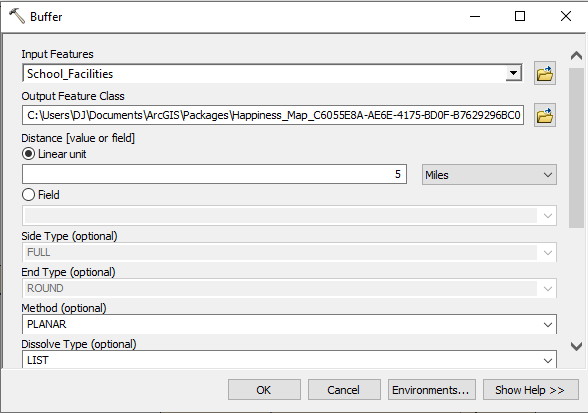 Buffer
Input Features
School_Facilities
Output Feature Class
C:\Users\DJ\Documents\ArcGIS\Packages\Happiness_Map_C6055E8A-AE6E-4175-BD0F-B7629296BC0
Distance [value or field]
Linear unit
5 Miles
Field
Side Type (optional)
FULL
End Type (optional)
ROUND
Method (optional)
PLANAR
Dissolve Type (optional)
LIST
OK Cancel Environments... Show Help >>